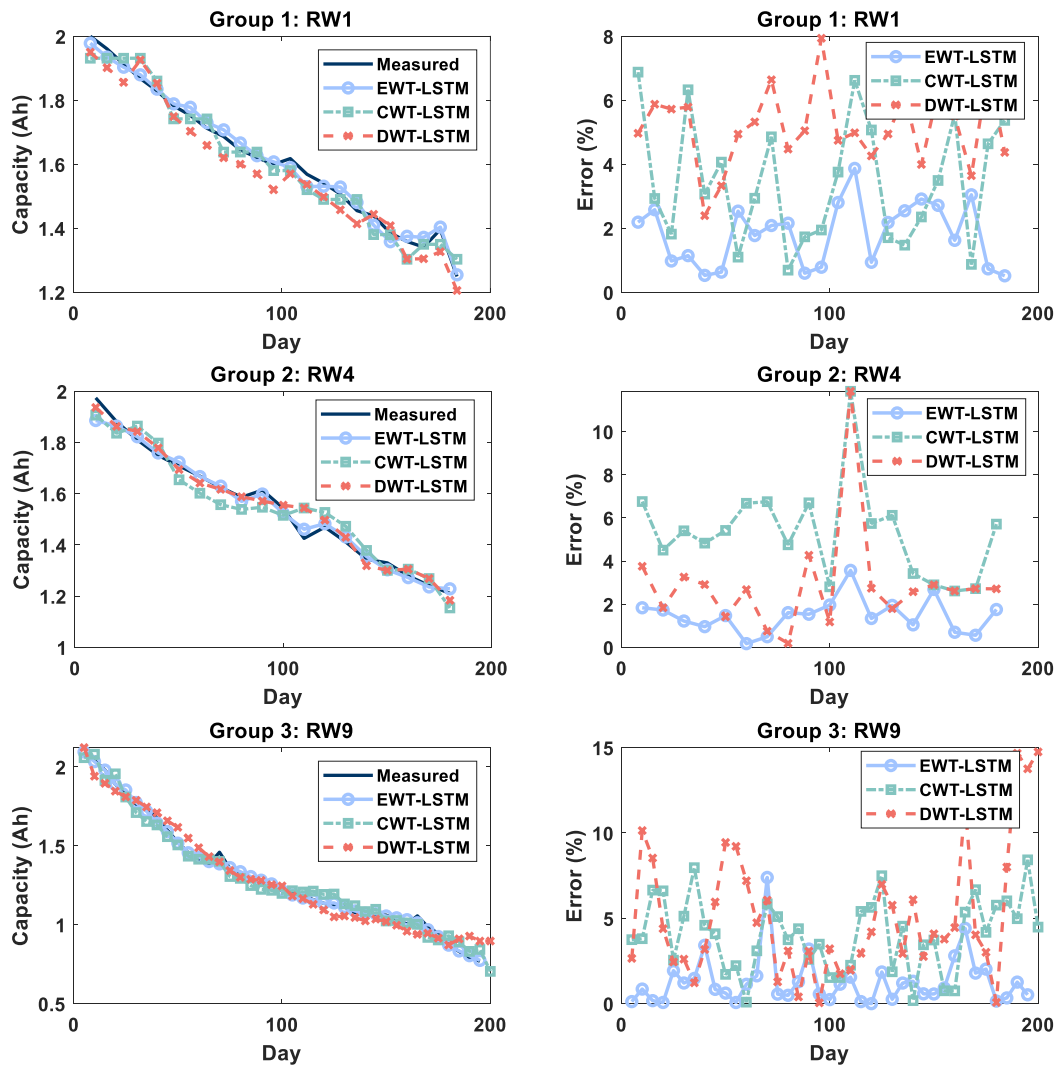 Group 1: RW1
2
1.8
1.6
1.4
1.2
0
100
200
Capacity (Ah)
Day
Measured
EWT-LSTM
CWT-LSTM
DWT-LSTM
Group 1: RW1
8
6
4
2
0
0
100
200
Error (%)
Day
EWT-LSTM
CWT-LSTM
DWT-LSTM
Group 2: RW4
2
1.8
1.6
1.4
1.2
1
0
100
200
Capacity (Ah)
Day
Measured
EWT-LSTM
CWT-LSTM
DWT-LSTM
Group 2: RW4
10
8
6
4
2
0
0
100
200
Error (%)
Day
EWT-LSTM
CWT-LSTM
DWT-LSTM
Group 3: RW9
2
1.5
1
0.5
0
100
200
Capacity (Ah)
Day
Measured
EWT-LSTM
CWT-LSTM
DWT-LSTM
Group 3: RW9
15
10
5
0
0
100
200
Error (%)
Day
EWT-LSTM
CWT-LSTM
DWT-LSTM